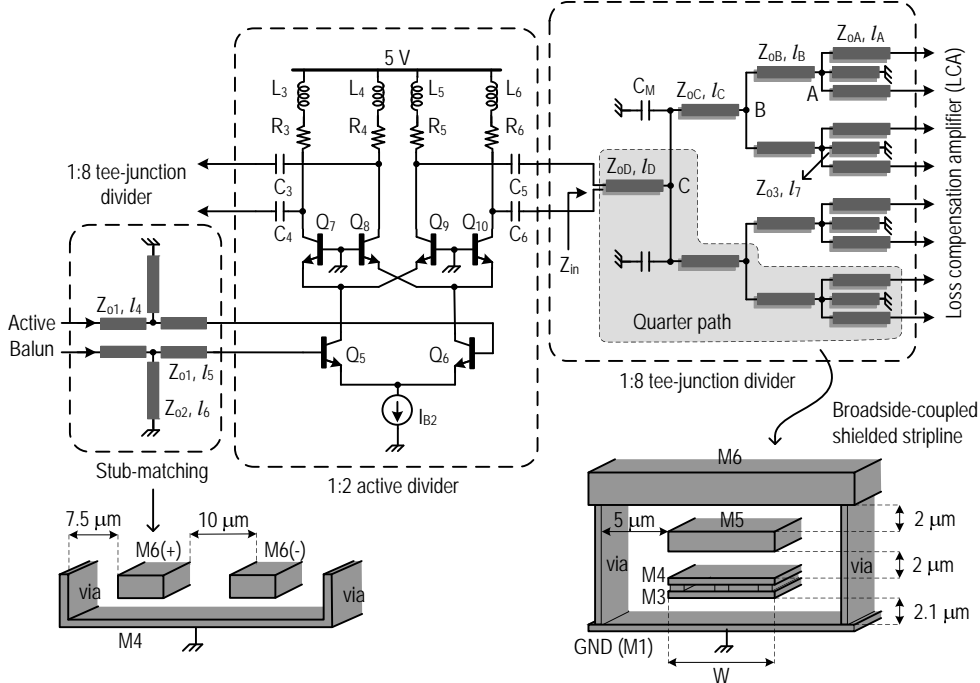 5 V
L3
L4
L5
L6
R3
R4
R5
R6
1:8 tee-junction
divider
C3
C4
C5
C6
Q7
Q8
Q9
Q10
Q5
Q6
IB2
1:2 active divider
Active
Balun
Zo1, l4
Zo1, l5
Zo2, l6
Stub-matching
Zin
CM
ZoC, lC
ZoB, lB
ZoA, lA
A
B
C
ZoD, lD
Zo3, l7
Quarter path
1:8 tee-junction divider
Loss compensation amplifier (LCA)
Broadside-coupled
shielded stripline
7.5 μm
10 μm
M6(+)
M6(-)
via
via
M4
M6
5 μm
M5
2 μm
via
via
M4
2 μm
M3
2.1 μm
GND (M1)
W